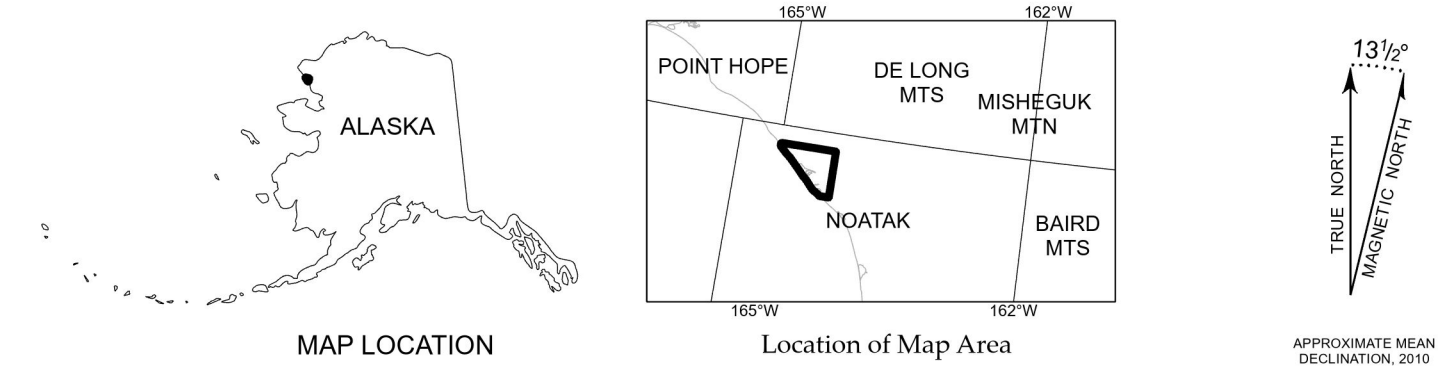 ALASKA
MAP LOCATION
165°W
162°W
POINT HOPE
DE LONG
MTS
MISHEGUK
MTN
NOATAK
BAIRD
MTS
165°W
162°W
Location of Map Area
13½°
TRUE NORTH
MAGNETIC NORTH
APPROXIMATE MEAN
DECLINATION, 2010